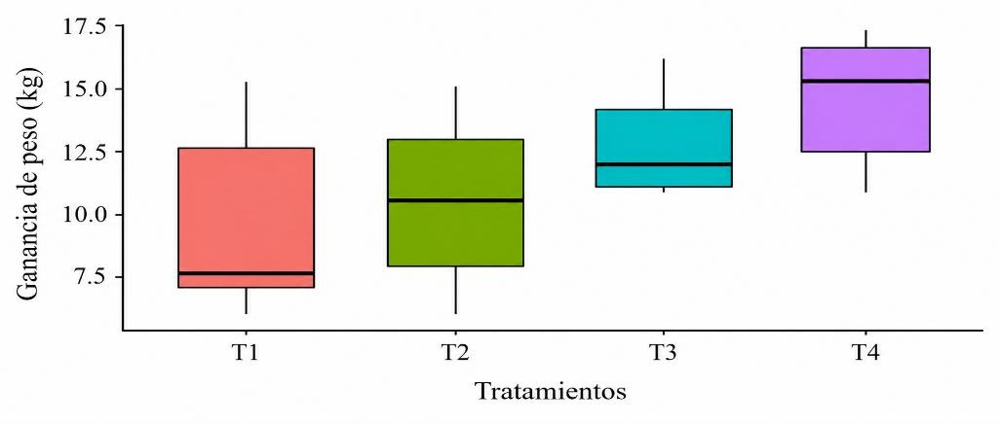 Ganancia de peso (kg)
17.5
15.0
12.5
10.0
7.5
T1 T2 T3 T4
Tratamientos